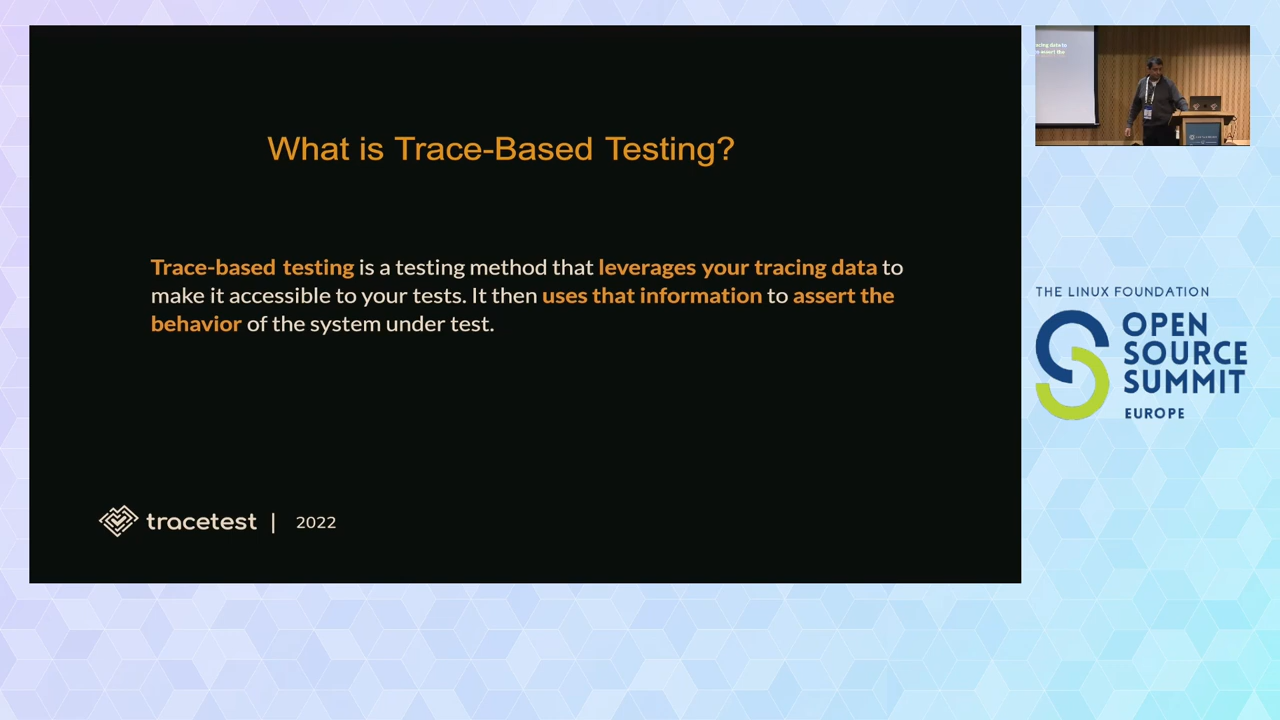 What is Trace-Based Testing?
Trace-based testing is a testing method that leverages your tracing data to
make it accessible to your tests. It then uses that information to assert the
behavior of the system under test.
tracetest | 2022
THE LINUX FOUNDATION
OPEN
SOURCE
SUMMIT
EUROPE